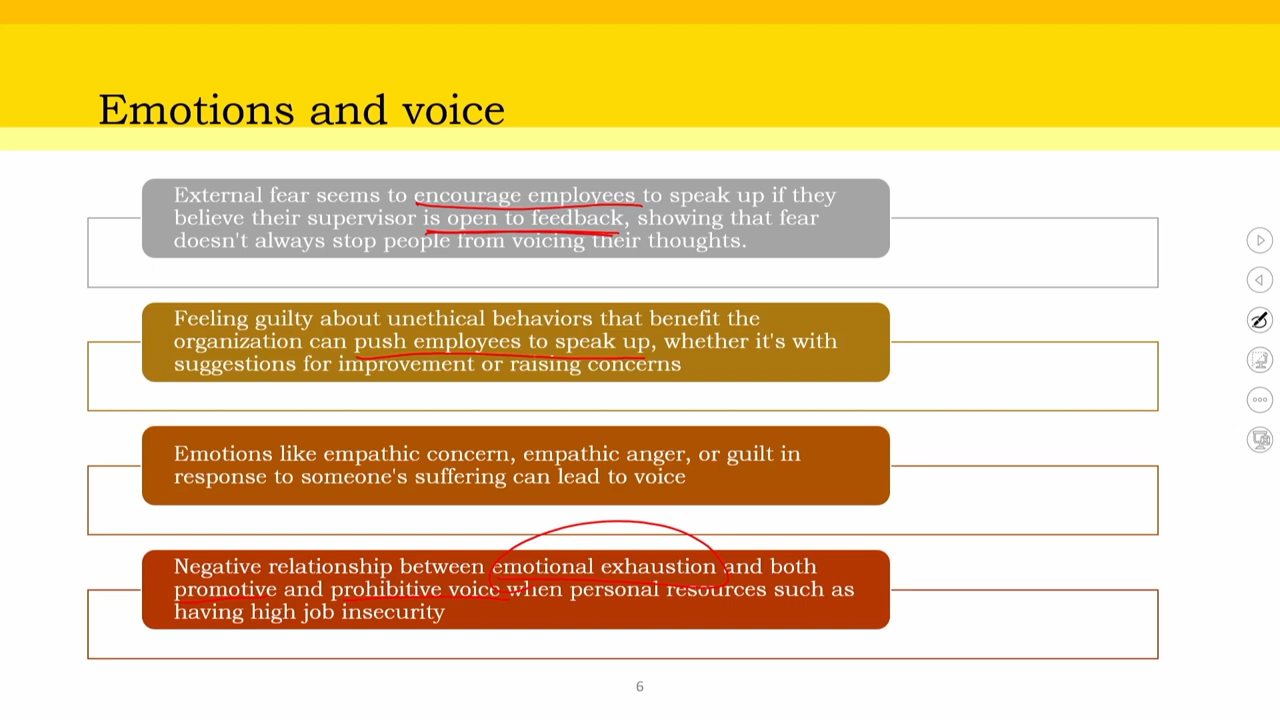 Emotions and voice
External fear seems to encourage employees to speak up if they
believe their supervisor is open to feedback, showing that fear
doesn't always stop people from voicing their thoughts.
Feeling guilty about unethical behaviors that benefit the
organization can push employees to speak up, whether it's with
suggestions for improvement or raising concerns
Emotions like empathic concern, empathic anger, or guilt in
response to someone's suffering can lead to voice
Negative relationship between emotional exhaustion and both
promotive and prohibitive voice when personal resources such as
having high job insecurity
6